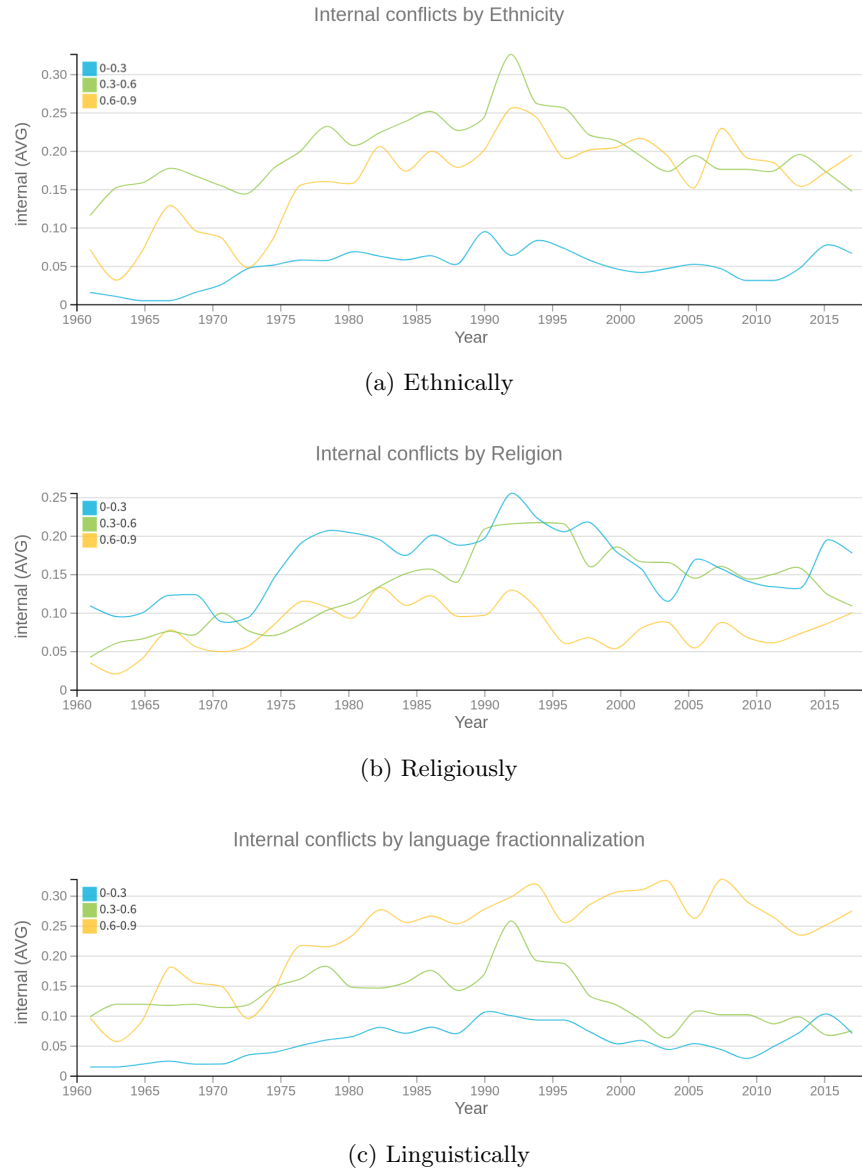 Internal conflicts by Ethnicity
0-0.3
0.3-0.6
0.6-0.9
internal (AVG)
0.30
0.25
0.20
0.15
0.10
0.05
0
1960 1965 1970 1975 1980 1985 1990 1995 2000 2005 2010 2015
Year
(a) Ethnically
Internal conflicts by Religion
0-0.3
0.3-0.6
0.6-0.9
internal (AVG)
0.25
0.20
0.15
0.10
0.05
0
1960 1965 1970 1975 1980 1985 1990 1995 2000 2005 2010 2015
Year
(b) Religiously
Internal conflicts by language fractionnalization
0-0.3
0.3-0.6
0.6-0.9
internal (AVG)
0.30
0.25
0.20
0.15
0.10
0.05
0
1960 1965 1970 1975 1980 1985 1990 1995 2000 2005 2010 2015
Year
(c) Linguistically